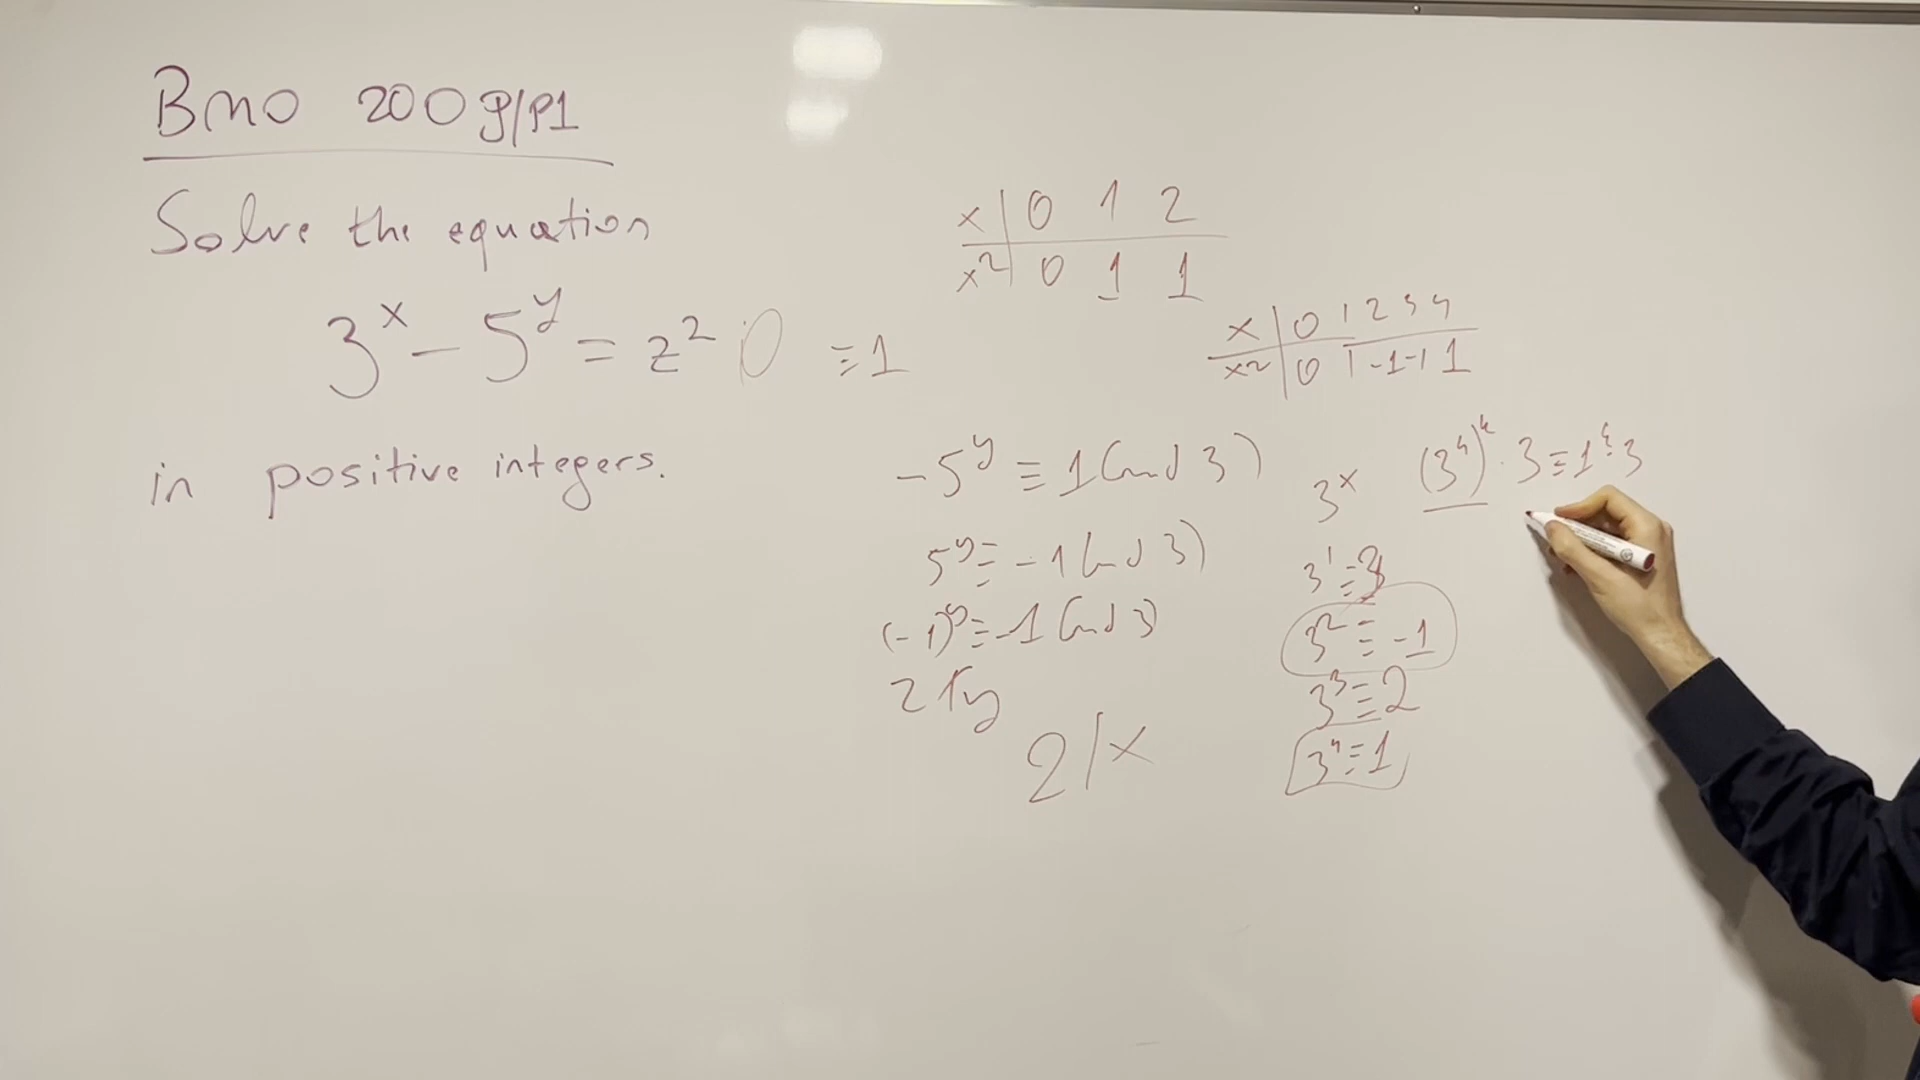 BMO 2009/P1
Solve the equation
3^x - 5^y = z^2 0 ≡1
in positive integers.
x | 0 1 2
x^2 | 0 1 1
x | 0 1 2 3 4
x^2 | 0 1 -1 -1 1
-5^y ≡ 1 (mod 3)
5^y ≡ -1 (mod 3)
(-1)^y ≡ -1 (mod 3)
2∤y
2|x
3^x (3^4)^k · 3 ≡ 1^k · 3
3^1 ≡ 3
3^2 ≡ -1
3^3 ≡ 2
3^4 ≡ 1